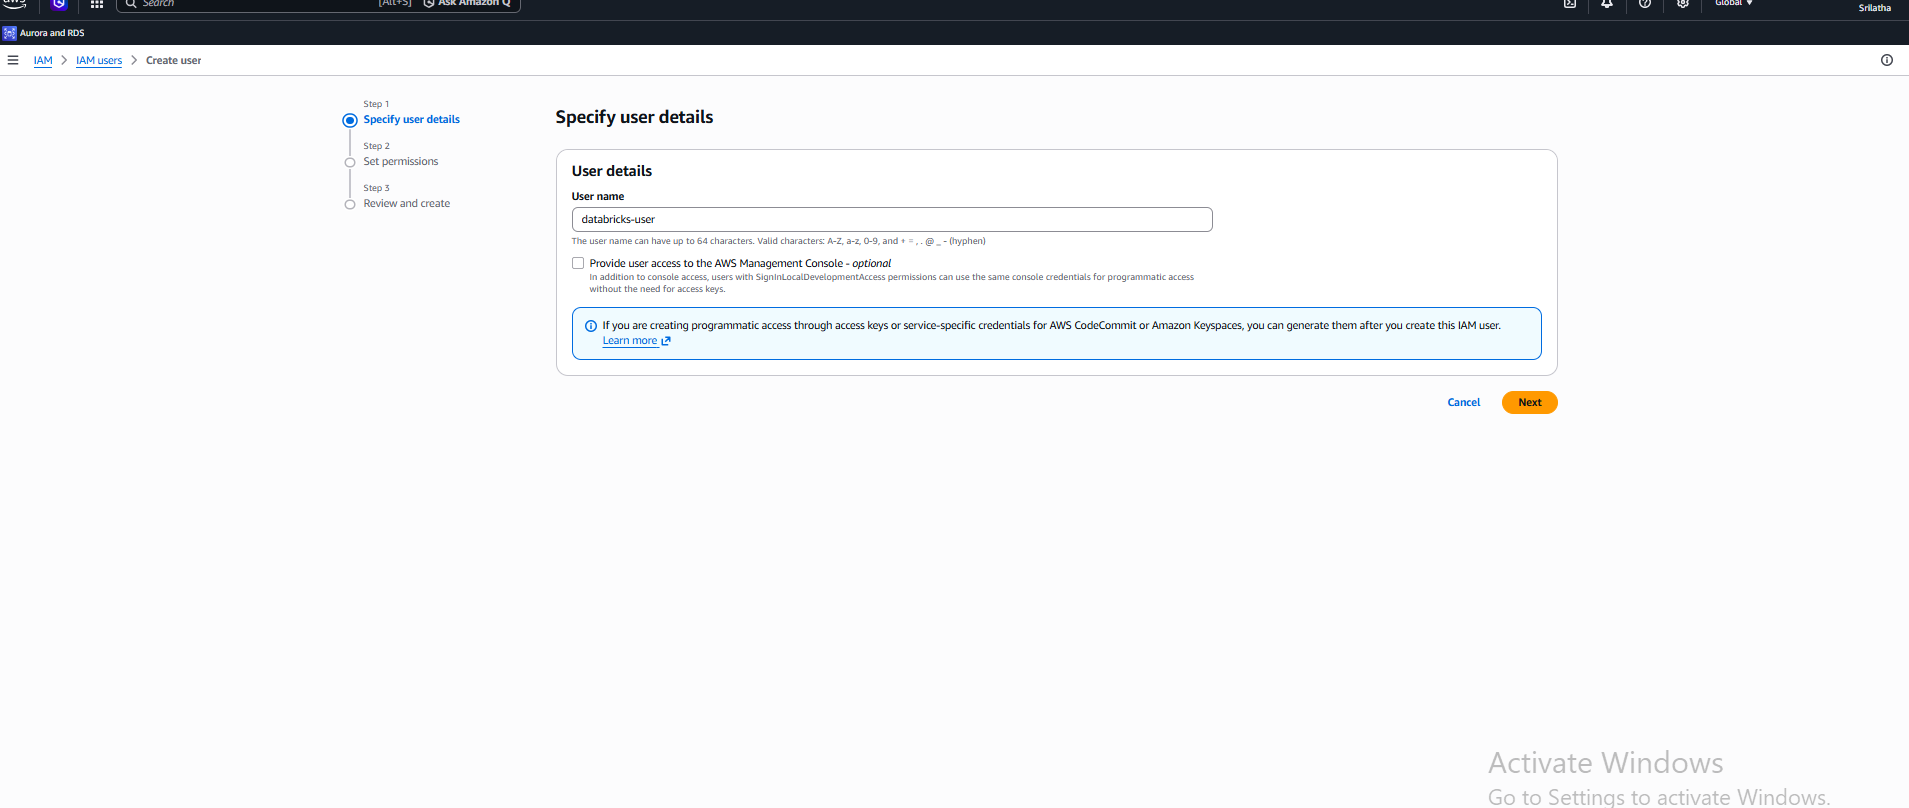 aws
Search
[Alt+S]
Ask Amazon Q
Global
Srilatha
Aurora and RDS
IAM
IAM users
Create user
Step 1
Specify user details
Step 2
Set permissions
Step 3
Review and create
Specify user details
User details
User name
databricks-user
The user name can have up to 64 characters. Valid characters: A-Z, a-z, 0-9, and + = , . @ _ - (hyphen)
Provide user access to the AWS Management Console - optional
In addition to console access, users with SignInLocalDevelopmentAccess permissions can use the same console credentials for programmatic access
without the need for access keys.
If you are creating programmatic access through access keys or service-specific credentials for AWS CodeCommit or Amazon Keyspaces, you can generate them after you create this IAM user.
Learn more
Cancel
Next
Activate Windows
Go to Settings to activate Windows.